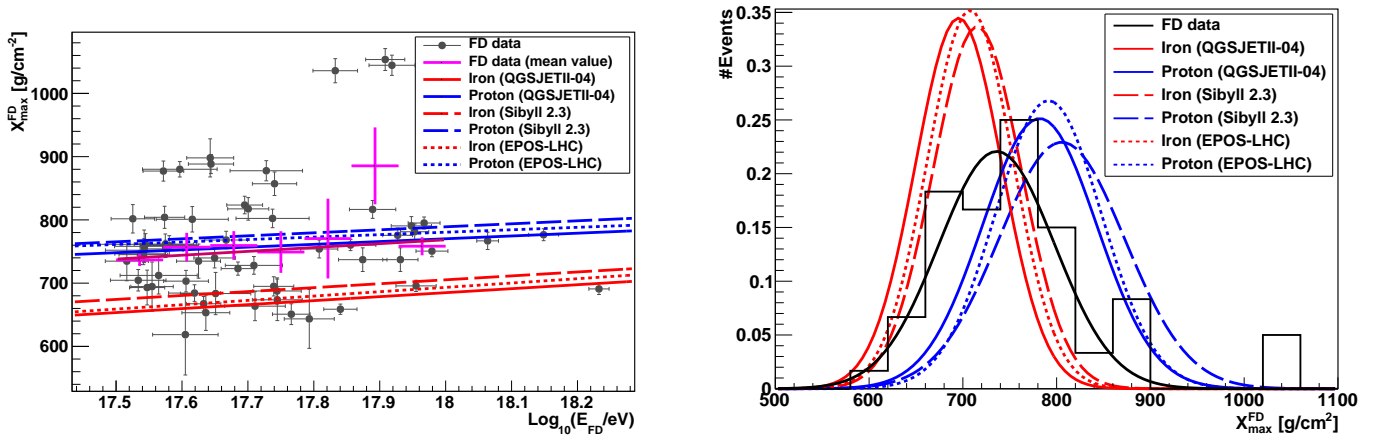 X_max^FD [g/cm^-2]
1000
900
800
700
600
17.5 17.6 17.7 17.8 17.9 18 18.1 18.2
Log_10(E_FD/eV)
FD data
FD data (mean value)
Iron (QGSJETII-04)
Proton (QGSJETII-04)
Iron (Sibyll 2.3)
Proton (Sibyll 2.3)
Iron (EPOS-LHC)
Proton (EPOS-LHC)
#Events
0.35
0.3
0.25
0.2
0.15
0.1
0.05
0
500 600 700 800 900 1000 1100
X_max^FD [g/cm^2]
FD data
Iron (QGSJETII-04)
Proton (QGSJETII-04)
Iron (Sibyll 2.3)
Proton (Sibyll 2.3)
Iron (EPOS-LHC)
Proton (EPOS-LHC)